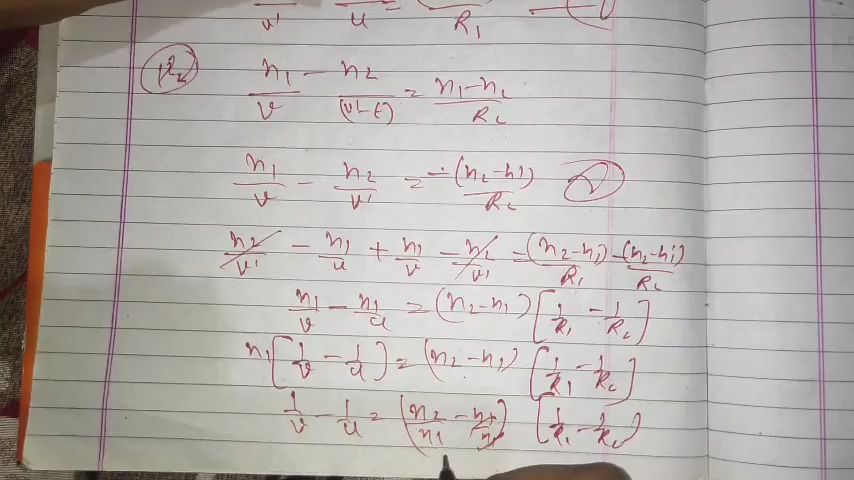 v' u = R1
R2 n1/v - n2/(v'-t) = n1-n2/R2
n1/v - n2/v' = -(n2-n1)/R2 2
n2/v' - n1/u + n1/v - n2/v' = (n2-n1)/R1 - (n2-n1)/R2
n1/v - n1/u = (n2-n1) [1/R1 - 1/R2]
n1 [1/v - 1/u] = (n2-n1) [1/R1 - 1/R2]
1/v - 1/u = (n2/n1 - n1/n1) [1/R1 - 1/R2]